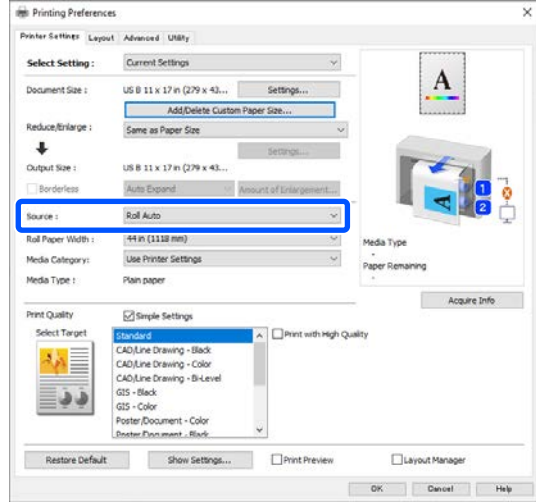 Printing Preferences
Printer Settings Layout Advanced Utility
Select Setting : Current Settings
Document Size : US B 11 x 17 in (279 x 43... Settings...
Add/Delete Custom Paper Size...
Reduce/Enlarge : Same as Paper Size
Settings...
Output Size : US B 11 x 17 in (279 x 43...
Borderless Auto Expand Amount of Enlargement...
Source : Roll Auto
Roll Paper Width : 44 in (1118 mm)
Media Category: Use Printer Settings
Media Type : Plain paper
A
A
1
2
Media Type
-
Paper Remaining
-
Acquire Info
Print Quality Simple Settings
Select Target
Standard
CAD/Line Drawing - Black
CAD/Line Drawing - Color
CAD/Line Drawing - Bi-Level
GIS - Black
GIS - Color
Poster/Document - Color
Poster/Document - Black
Print with High Quality
Restore Default Show Settings... Print Preview Layout Manager
OK Cancel Help